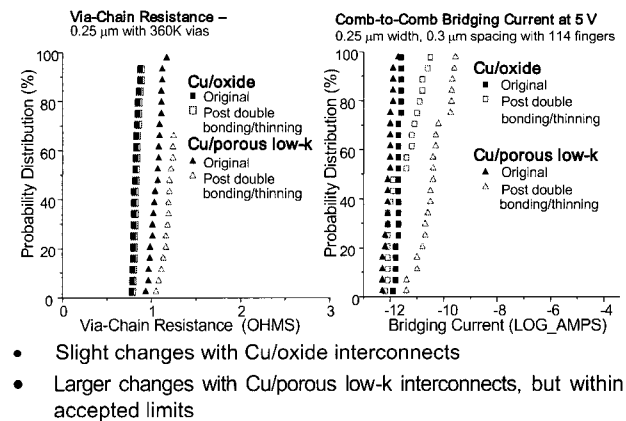 Via-Chain Resistance –
0.25 μm with 360K vias
Probability Distribution (%)
100
80
60
40
20
0
Cu/oxide
Original
Post double
bonding/thinning
Cu/porous low-k
Original
Post double
bonding/thinning
0
1
2
3
Via-Chain Resistance (OHMS)
Comb-to-Comb Bridging Current at 5 V
0.25 μm width, 0.3 μm spacing with 114 fingers
Probability Distribution (%)
100
80
60
40
20
0
Cu/oxide
Original
Post double
bonding/thinning
Cu/porous low-k
Original
Post double
bonding/thinning
-12
-10
-8
-6
-4
Bridging Current (LOG_AMPS)
• Slight changes with Cu/oxide interconnects
• Larger changes with Cu/porous low-k interconnects, but within
accepted limits